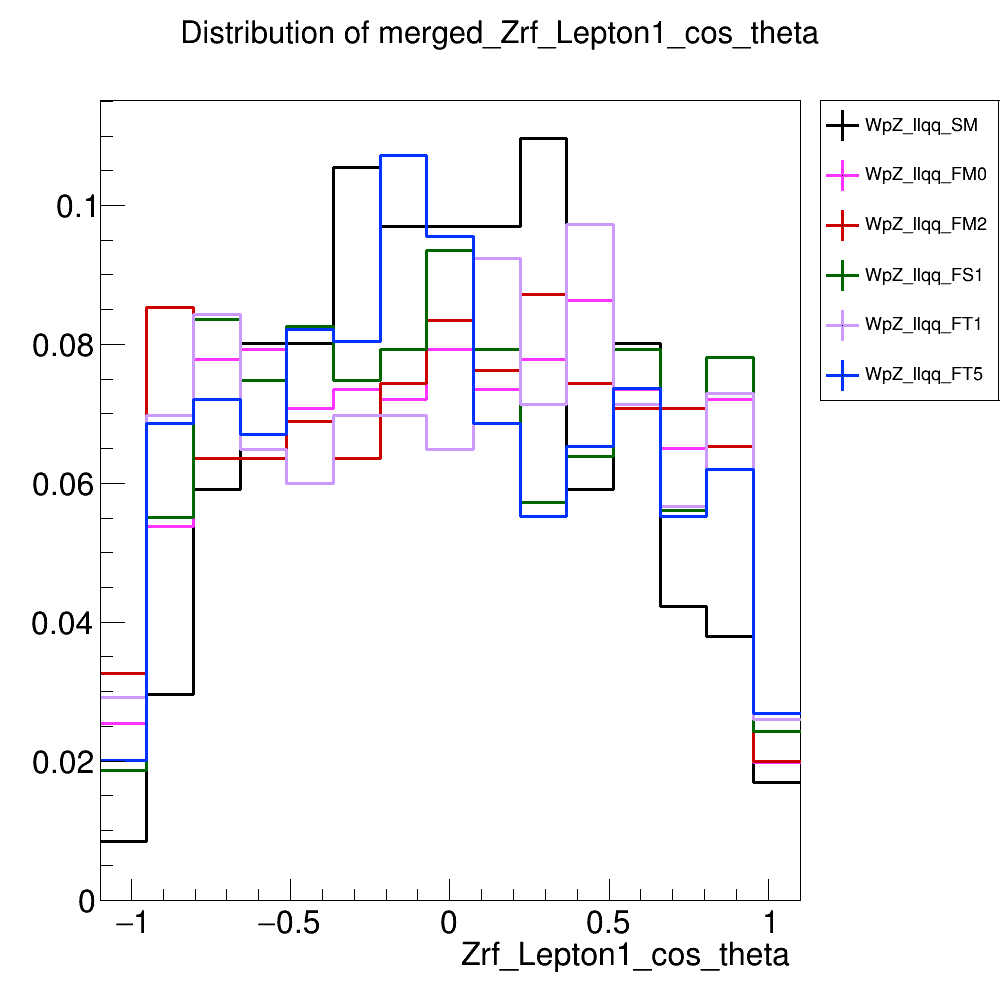 Distribution of merged_Zrf_Lepton1_cos_theta
WpZ_llqq_SM
WpZ_llqq_FM0
WpZ_llqq_FM2
WpZ_llqq_FS1
WpZ_llqq_FT1
WpZ_llqq_FT5
0.1
0.08
0.06
0.04
0.02
0
−1 −0.5 0 0.5 1
Zrf_Lepton1_cos_theta